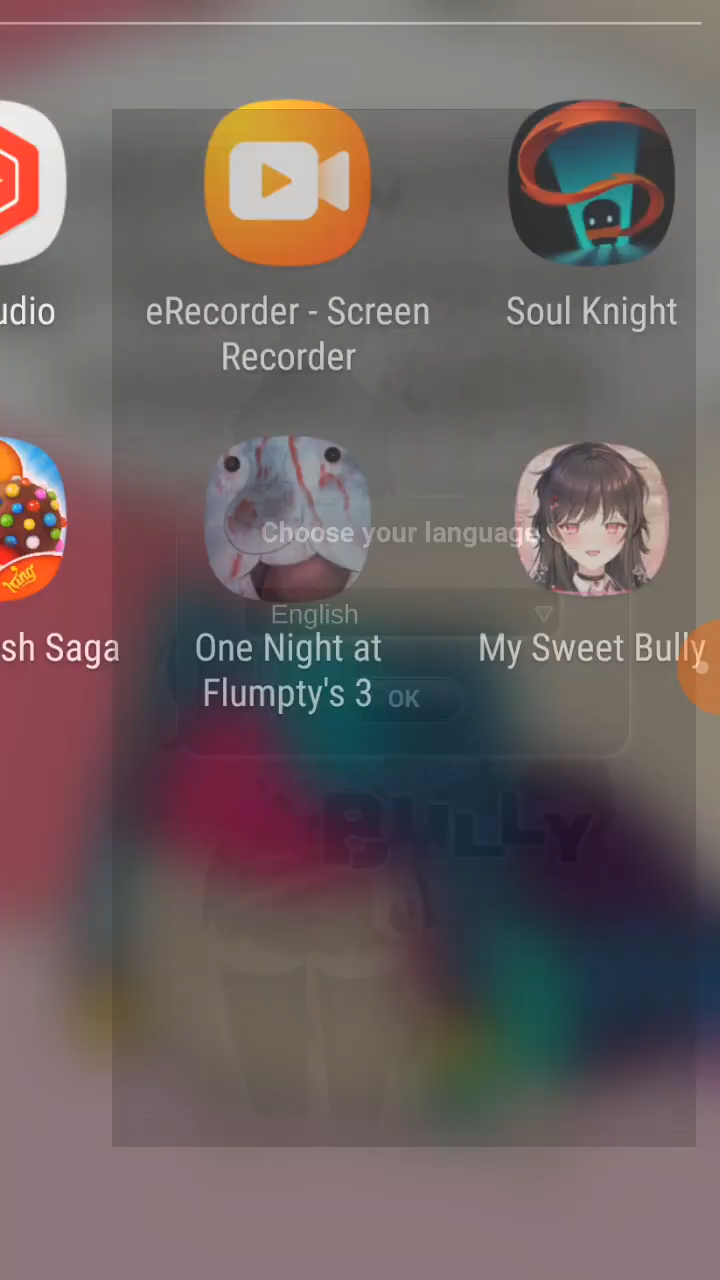 udio
eRecorder - Screen
Recorder
Soul Knight
King
Choose your language.
English
sh Saga
One Night at
Flumpty's 3
My Sweet Bully
OK
BULLY